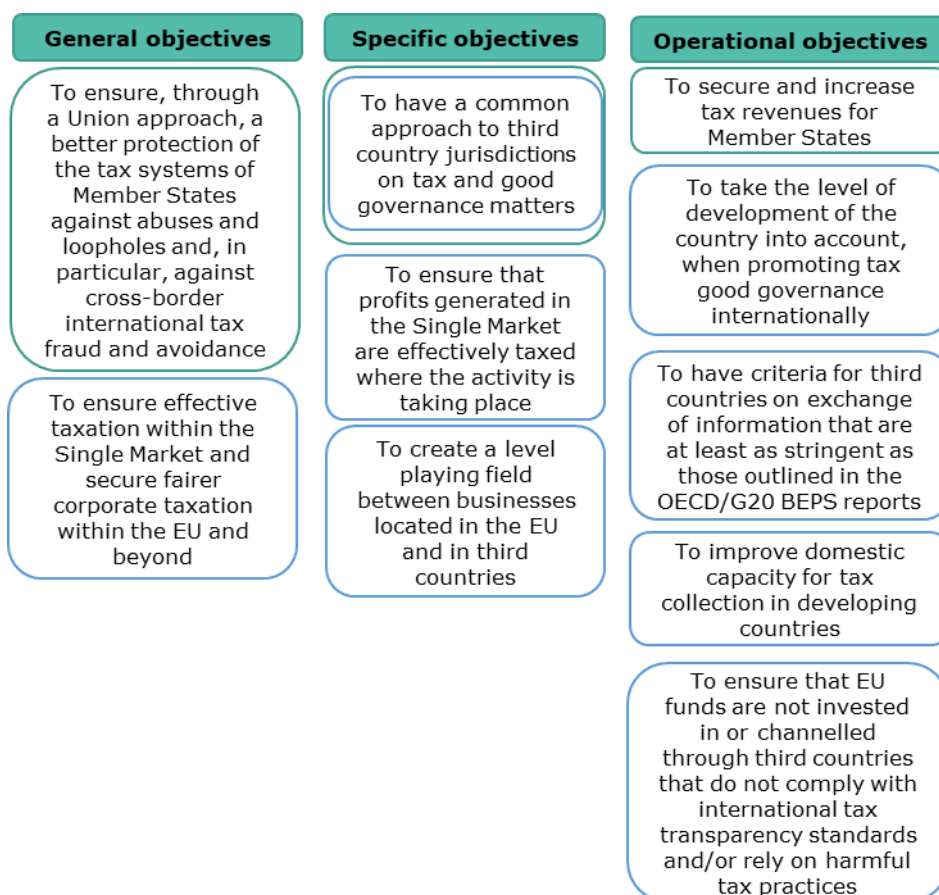 General objectives
To ensure, through
a Union approach, a
better protection of
the tax systems of
Member States
against abuses and
loopholes and, in
particular, against
cross-border
international tax
fraud and avoidance
To ensure effective
taxation within the
Single Market and
secure fairer
corporate taxation
within the EU and
beyond
Specific objectives
To have a common
approach to third
country jurisdictions
on tax and good
governance matters
To ensure that
profits generated in
the Single Market
are effectively taxed
where the activity is
taking place
To create a level
playing field
between businesses
located in the EU
and in third
countries
Operational objectives
To secure and increase
tax revenues for
Member States
To take the level of
development of the
country into account,
when promoting tax
good governance
internationally
To have criteria for third
countries on exchange
of information that are
at least as stringent as
those outlined in the
OECD/G20 BEPS reports
To improve domestic
capacity for tax
collection in developing
countries
To ensure that EU
funds are not invested
in or channelled
through third countries
that do not comply with
international tax
transparency standards
and/or rely on harmful
tax practices